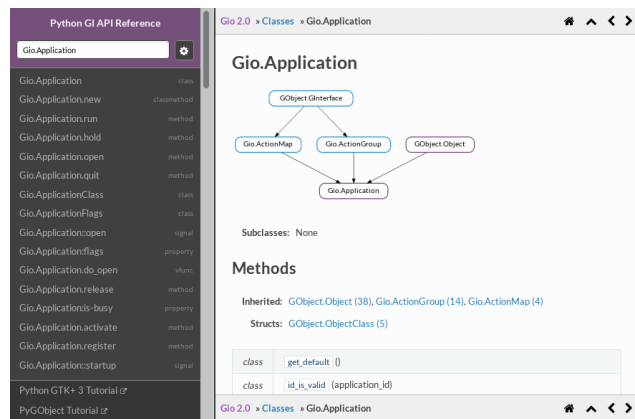 Python GI API Reference
Gio.Application
Gio.Application class
Gio.Application.new classmethod
Gio.Application.run method
Gio.Application.hold method
Gio.Application.open method
Gio.Application.quit method
Gio.ApplicationClass class
Gio.ApplicationFlags class
Gio.Application::open signal
Gio.Application:flags property
Gio.Application.do_open vfunc
Gio.Application.release method
Gio.Application:is-busy property
Gio.Application.activate method
Gio.Application.register method
Gio.Application::startup signal
Python GTK+ 3 Tutorial
PyGObject Tutorial
Gio 2.0 » Classes » Gio.Application
Gio.Application
GObject.GInterface
Gio.ActionMap Gio.ActionGroup GObject.Object
Gio.Application
Subclasses: None
Methods
Inherited: GObject.Object (38), Gio.ActionGroup (14), Gio.ActionMap (4)
Structs: GObject.ObjectClass (5)
class get_default ()
class id_is_valid (application_id)
Gio 2.0 » Classes » Gio.Application